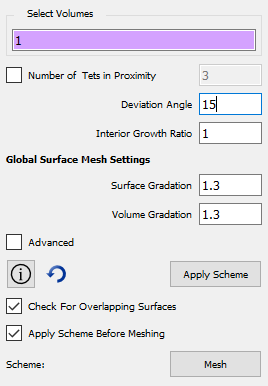 Select Volumes
1
Number of Tets in Proximity 3
Deviation Angle 15
Interior Growth Ratio 1
Global Surface Mesh Settings
Surface Gradation 1.3
Volume Gradation 1.3
Advanced
Apply Scheme
Check For Overlapping Surfaces
Apply Scheme Before Meshing
Scheme: Mesh